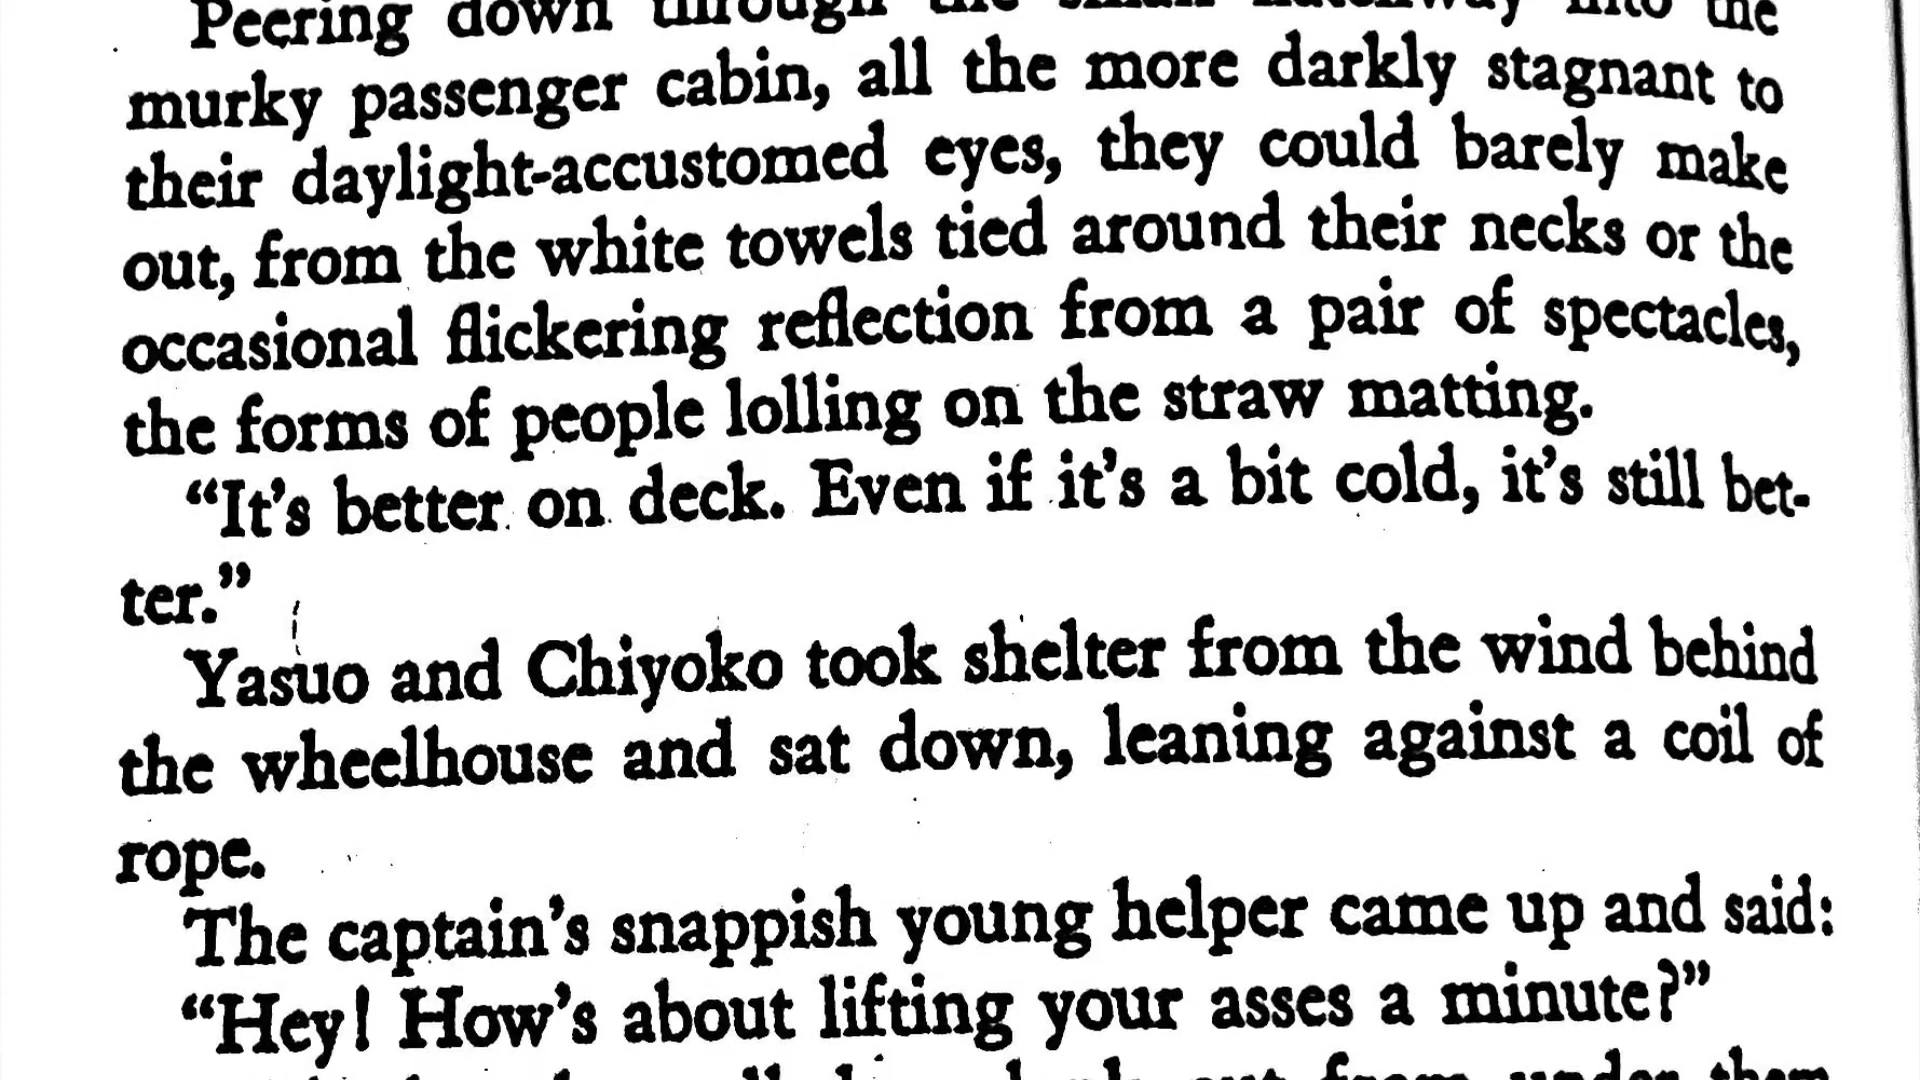 Peering down through the small hatchway into the
murky passenger cabin, all the more darkly stagnant to
their daylight-accustomed eyes, they could barely make
out, from the white towels tied around their necks or the
occasional flickering reflection from a pair of spectacles,
the forms of people lolling on the straw matting.
“It’s better on deck. Even if it’s a bit cold, it’s still bet-
ter.”
Yasuo and Chiyoko took shelter from the wind behind
the wheelhouse and sat down, leaning against a coil of
rope.
The captain’s snappish young helper came up and said:
“Hey! How’s about lifting your asses a minute?”
out from under them